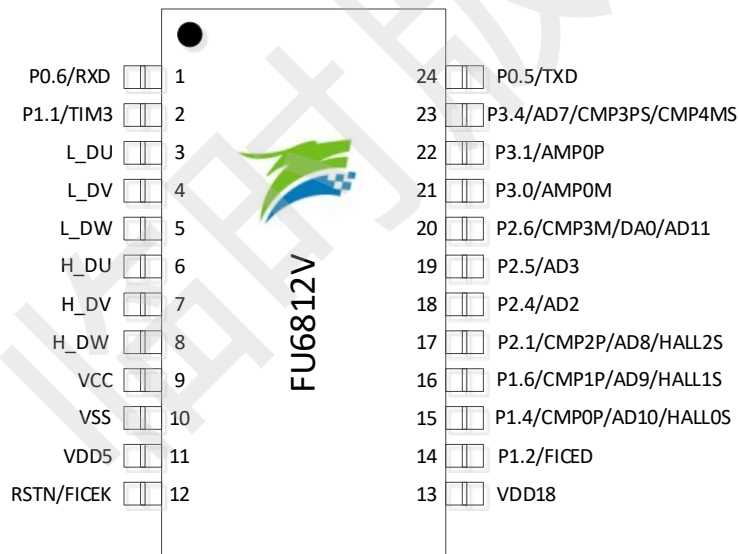 P0.6/RXD 1 24 P0.5/TXD
P1.1/TIM3 2 23 P3.4/AD7/CMP3PS/CMP4MS
L_DU 3 22 P3.1/AMP0P
L_DV 4 21 P3.0/AMP0M
L_DW 5 20 P2.6/CMP3M/DA0/AD11
H_DU 6 19 P2.5/AD3
H_DV 7 18 P2.4/AD2
H_DW 8 17 P2.1/CMP2P/AD8/HALL2S
VCC 9 16 P1.6/CMP1P/AD9/HALL1S
VSS 10 15 P1.4/CMP0P/AD10/HALL0S
VDD5 11 14 P1.2/FICED
RSTN/FICEK 12 13 VDD18
FU6812V
临时版